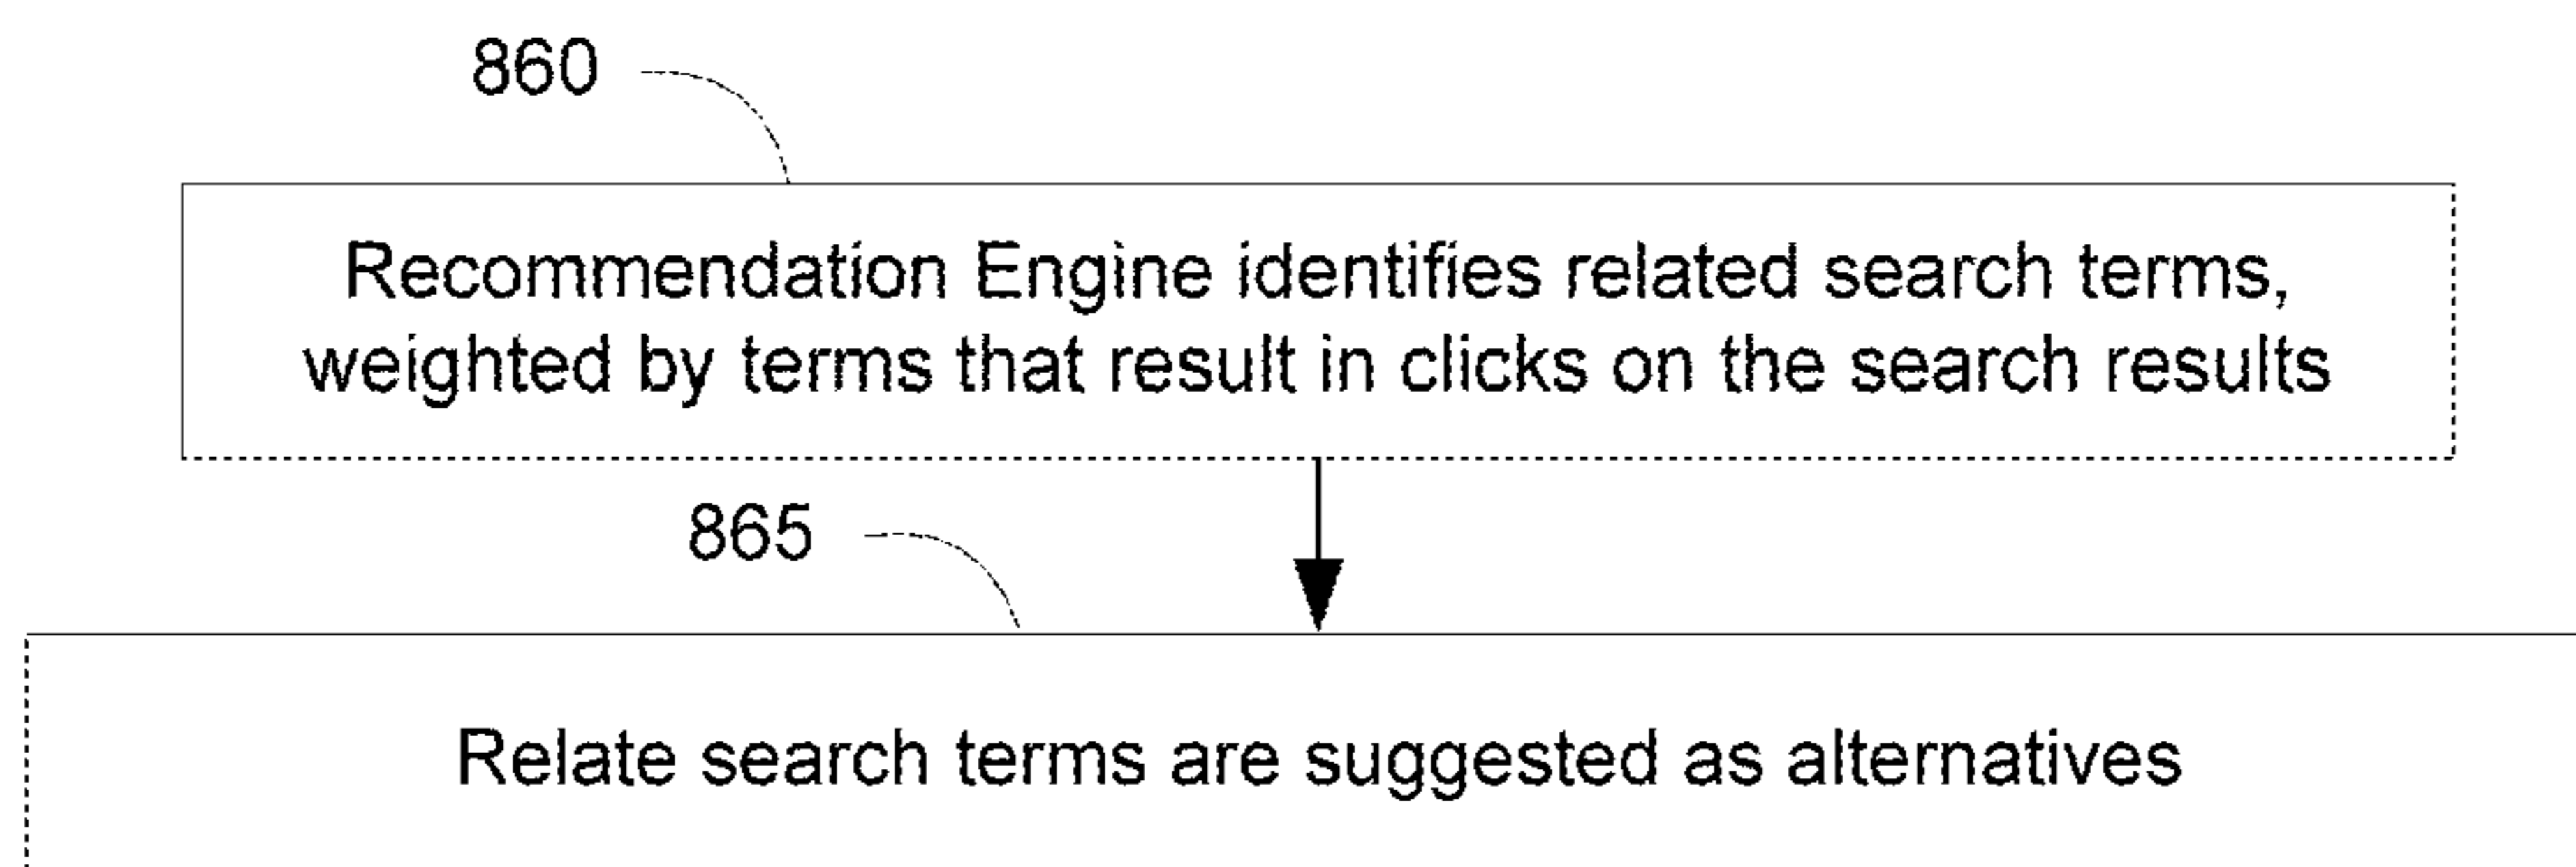 860
Recommendation Engine identifies related search terms,
weighted by terms that result in clicks on the search results
865
Relate search terms are suggested as alternatives